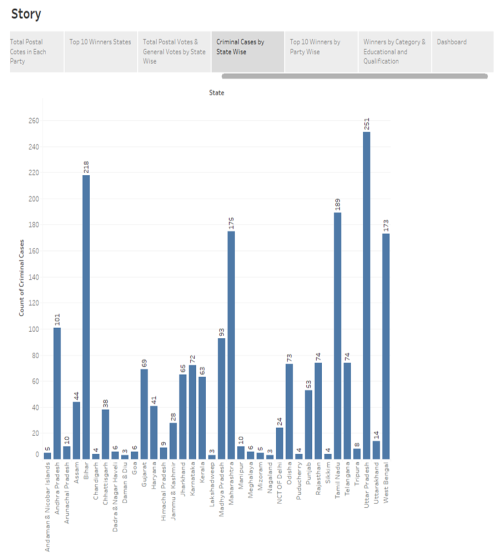 Story
Total Postal
Cotes in Each
Party
Top 10 Winners States
Total Postal Votes &
General Votes by State
Wise
Criminal Cases by
State Wise
Top 10 Winners by
Party Wise
Winners by Category &
Educational and
Qualification
Dashboard
State
Count of Criminal Cases
260
240
220
200
180
160
140
120
100
80
60
40
20
0
5
101
10
44
218
4
38
6
3
6
69
41
9
28
65
72
63
3
93
175
10
6
5
3
24
73
4
53
74
4
189
74
8
251
14
173
Andaman & Nicobar Islands
Andhra Pradesh
Arunachal Pradesh
Assam
Bihar
Chandigarh
Chhattisgarh
Dadra & Nagar Haveli
Daman & Diu
Goa
Gujarat
Haryana
Himachal Pradesh
Jammu & Kashmir
Jharkhand
Karnataka
Kerala
Lakshadweep
Madhya Pradesh
Maharashtra
Manipur
Meghalaya
Mizoram
Nagaland
NCT OF Delhi
Odisha
Puducherry
Punjab
Rajasthan
Sikkim
Tamil Nadu
Telangana
Tripura
Uttar Pradesh
Uttarakhand
West Bengal